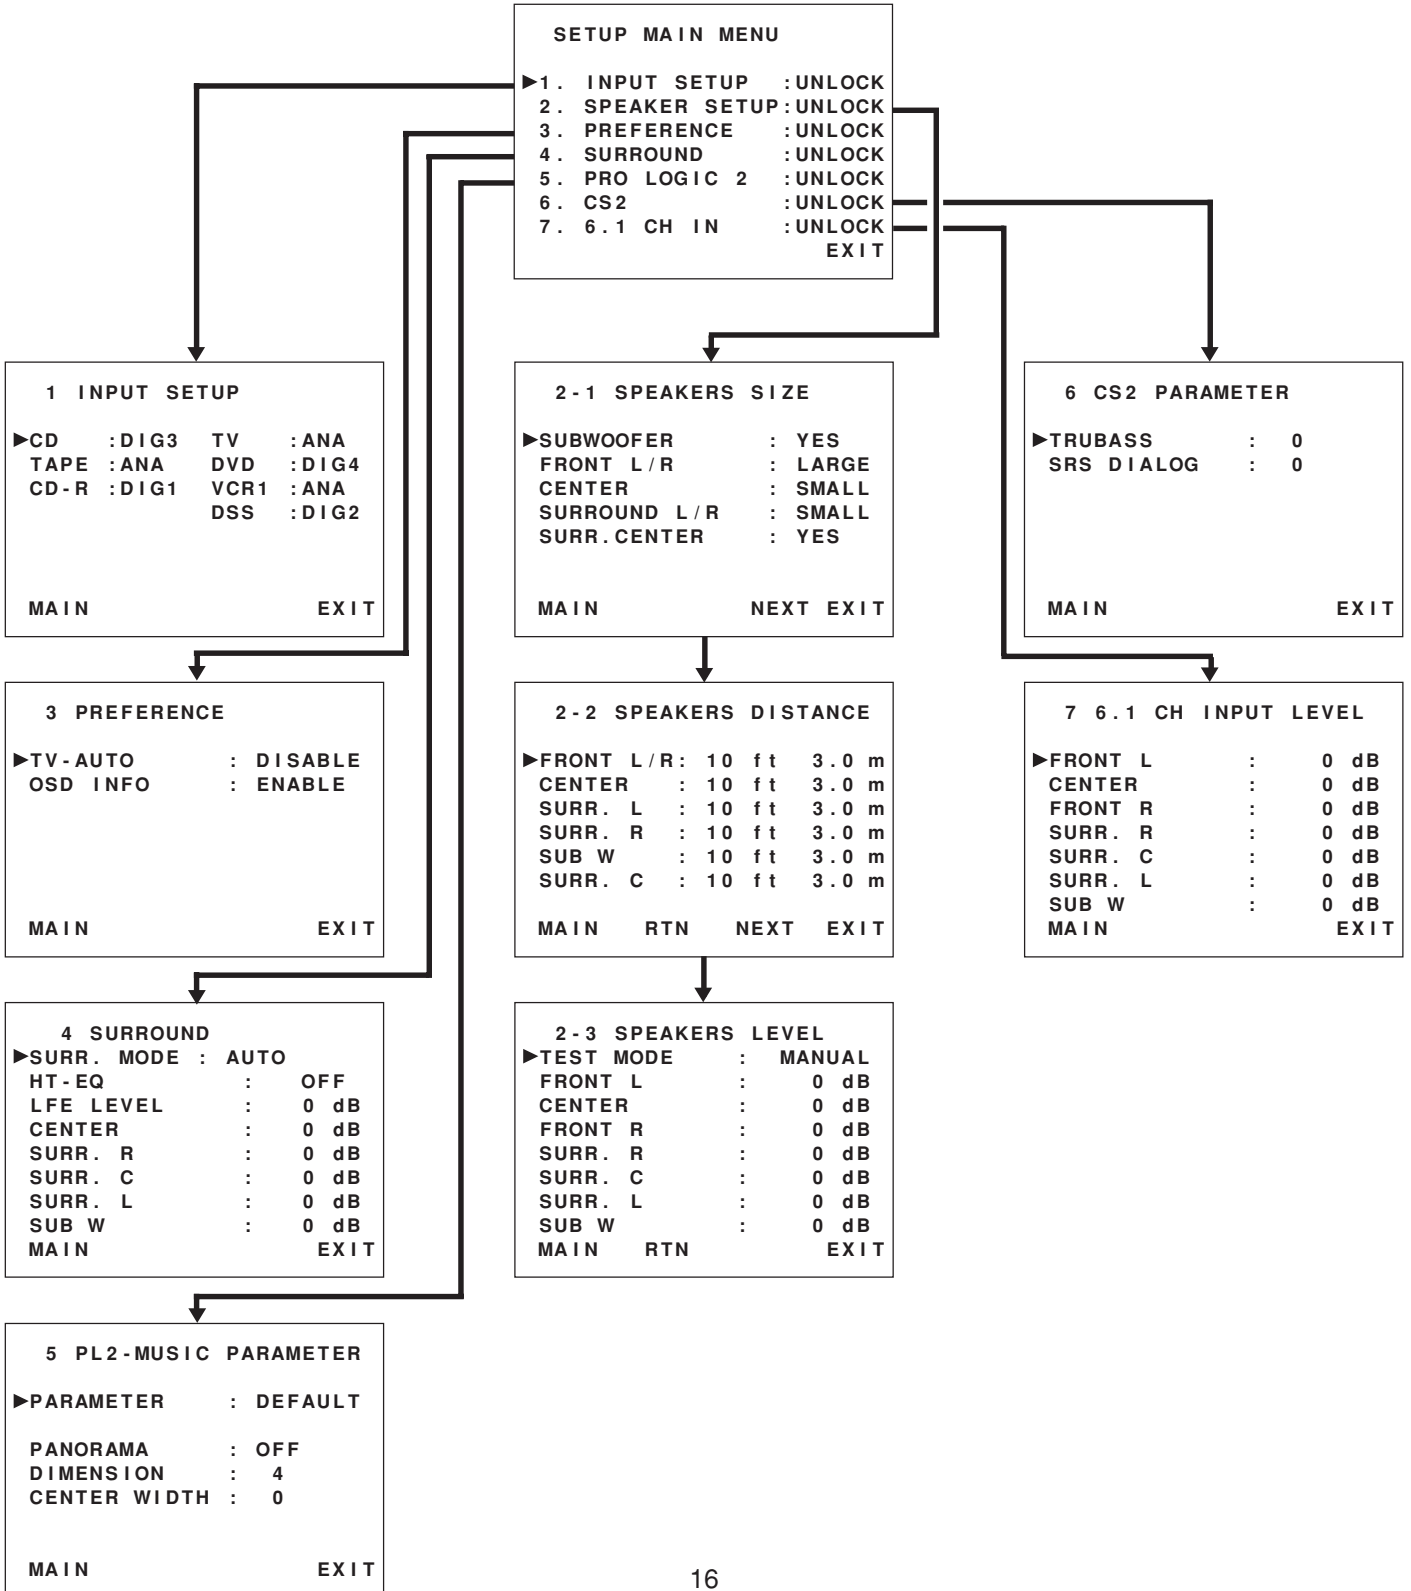 SETUP MAIN MENU
▶1. INPUT SETUP :UNLOCK
2. SPEAKER SETUP:UNLOCK
3. PREFERENCE :UNLOCK
4. SURROUND :UNLOCK
5. PRO LOGIC 2 :UNLOCK
6. CS2 :UNLOCK
7. 6.1 CH IN :UNLOCK
EXIT
1 INPUT SETUP
▶CD :DIG3 TV :ANA
TAPE :ANA DVD :DIG4
CD-R :DIG1 VCR1 :ANA
DSS :DIG2
MAIN EXIT
2-1 SPEAKERS SIZE
▶SUBWOOFER : YES
FRONT L/R : LARGE
CENTER : SMALL
SURROUND L/R : SMALL
SURR.CENTER : YES
MAIN NEXT EXIT
6 CS2 PARAMETER
▶TRUBASS : 0
SRS DIALOG : 0
MAIN EXIT
3 PREFERENCE
▶TV-AUTO : DISABLE
OSD INFO : ENABLE
MAIN EXIT
2-2 SPEAKERS DISTANCE
▶FRONT L/R: 10 ft 3.0 m
CENTER : 10 ft 3.0 m
SURR. L : 10 ft 3.0 m
SURR. R : 10 ft 3.0 m
SUB W : 10 ft 3.0 m
SURR. C : 10 ft 3.0 m
MAIN RTN NEXT EXIT
7 6.1 CH INPUT LEVEL
▶FRONT L : 0 dB
CENTER : 0 dB
FRONT R : 0 dB
SURR. R : 0 dB
SURR. C : 0 dB
SURR. L : 0 dB
SUB W : 0 dB
MAIN EXIT
4 SURROUND
▶SURR. MODE : AUTO
HT-EQ : OFF
LFE LEVEL : 0 dB
CENTER : 0 dB
SURR. R : 0 dB
SURR. C : 0 dB
SURR. L : 0 dB
SUB W : 0 dB
MAIN EXIT
2-3 SPEAKERS LEVEL
▶TEST MODE : MANUAL
FRONT L : 0 dB
CENTER : 0 dB
FRONT R : 0 dB
SURR. R : 0 dB
SURR. C : 0 dB
SURR. L : 0 dB
SUB W : 0 dB
MAIN RTN EXIT
5 PL2-MUSIC PARAMETER
▶PARAMETER : DEFAULT
PANORAMA : OFF
DIMENSION : 4
CENTER WIDTH : 0
MAIN EXIT
16